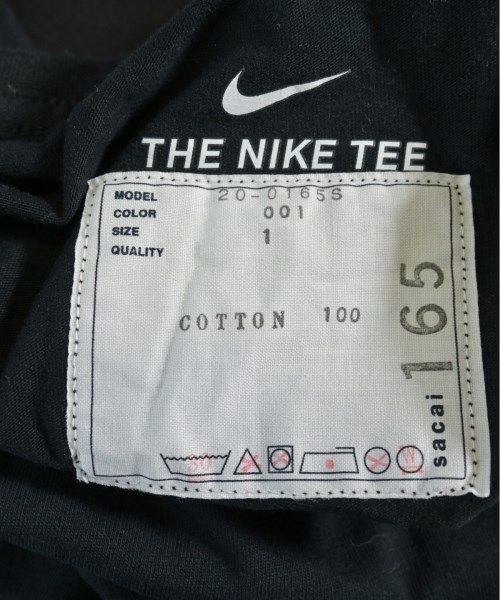 THE NIKE TEE
MODEL 20-0165S
COLOR 001
SIZE 1
QUALITY
COTTON 100
sacai 165